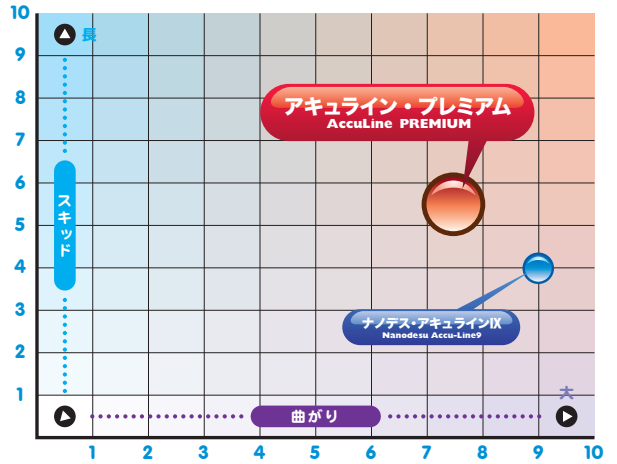 10
長
9
8
アキュライン・プレミアム
AccuLine PREMIUM
7
6
スキッド
5
4
3
ナノデス・アキュラインIX
Nanodesu Accu-Line9
2
1
大
曲がり
1 2 3 4 5 6 7 8 9 10